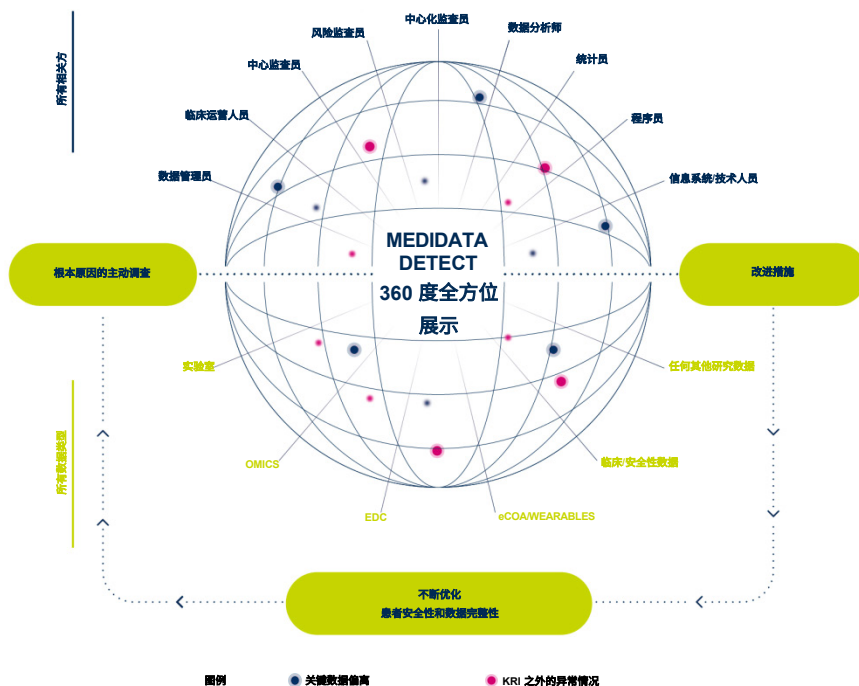 所有相关方
中心化监查员
风险监查员
数据分析师
中心监查员
统计员
临床运营人员
程序员
数据管理员
信息系统/技术人员
MEDIDATA
DETECT
360 度全方位
展示
根本原因的主动调查
改进措施
实验室
任何其他研究数据
所有数据类型
OMICS
临床/安全性数据
EDC
eCOA/WEARABLES
不断优化
患者安全性和数据完整性
图例
关键数据偏离
KRI 之外的异常情况